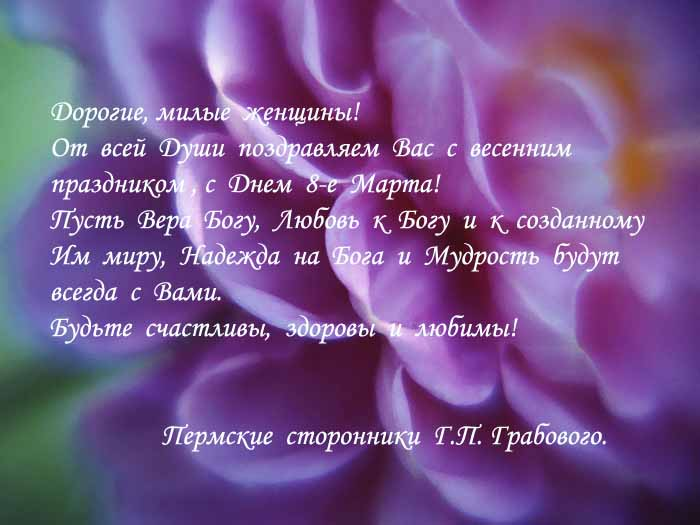 Дорогие, милые женщины!
От всей Души поздравляем Вас с весенним
праздником , с Днем 8-е Марта!
Пусть Вера Богу, Любовь к Богу и к созданному
Им миру, Надежда на Бога и Мудрость будут
всегда с Вами.
Будьте счастливы, здоровы и любимы!
Пермские сторонники Г.П. Грабового.